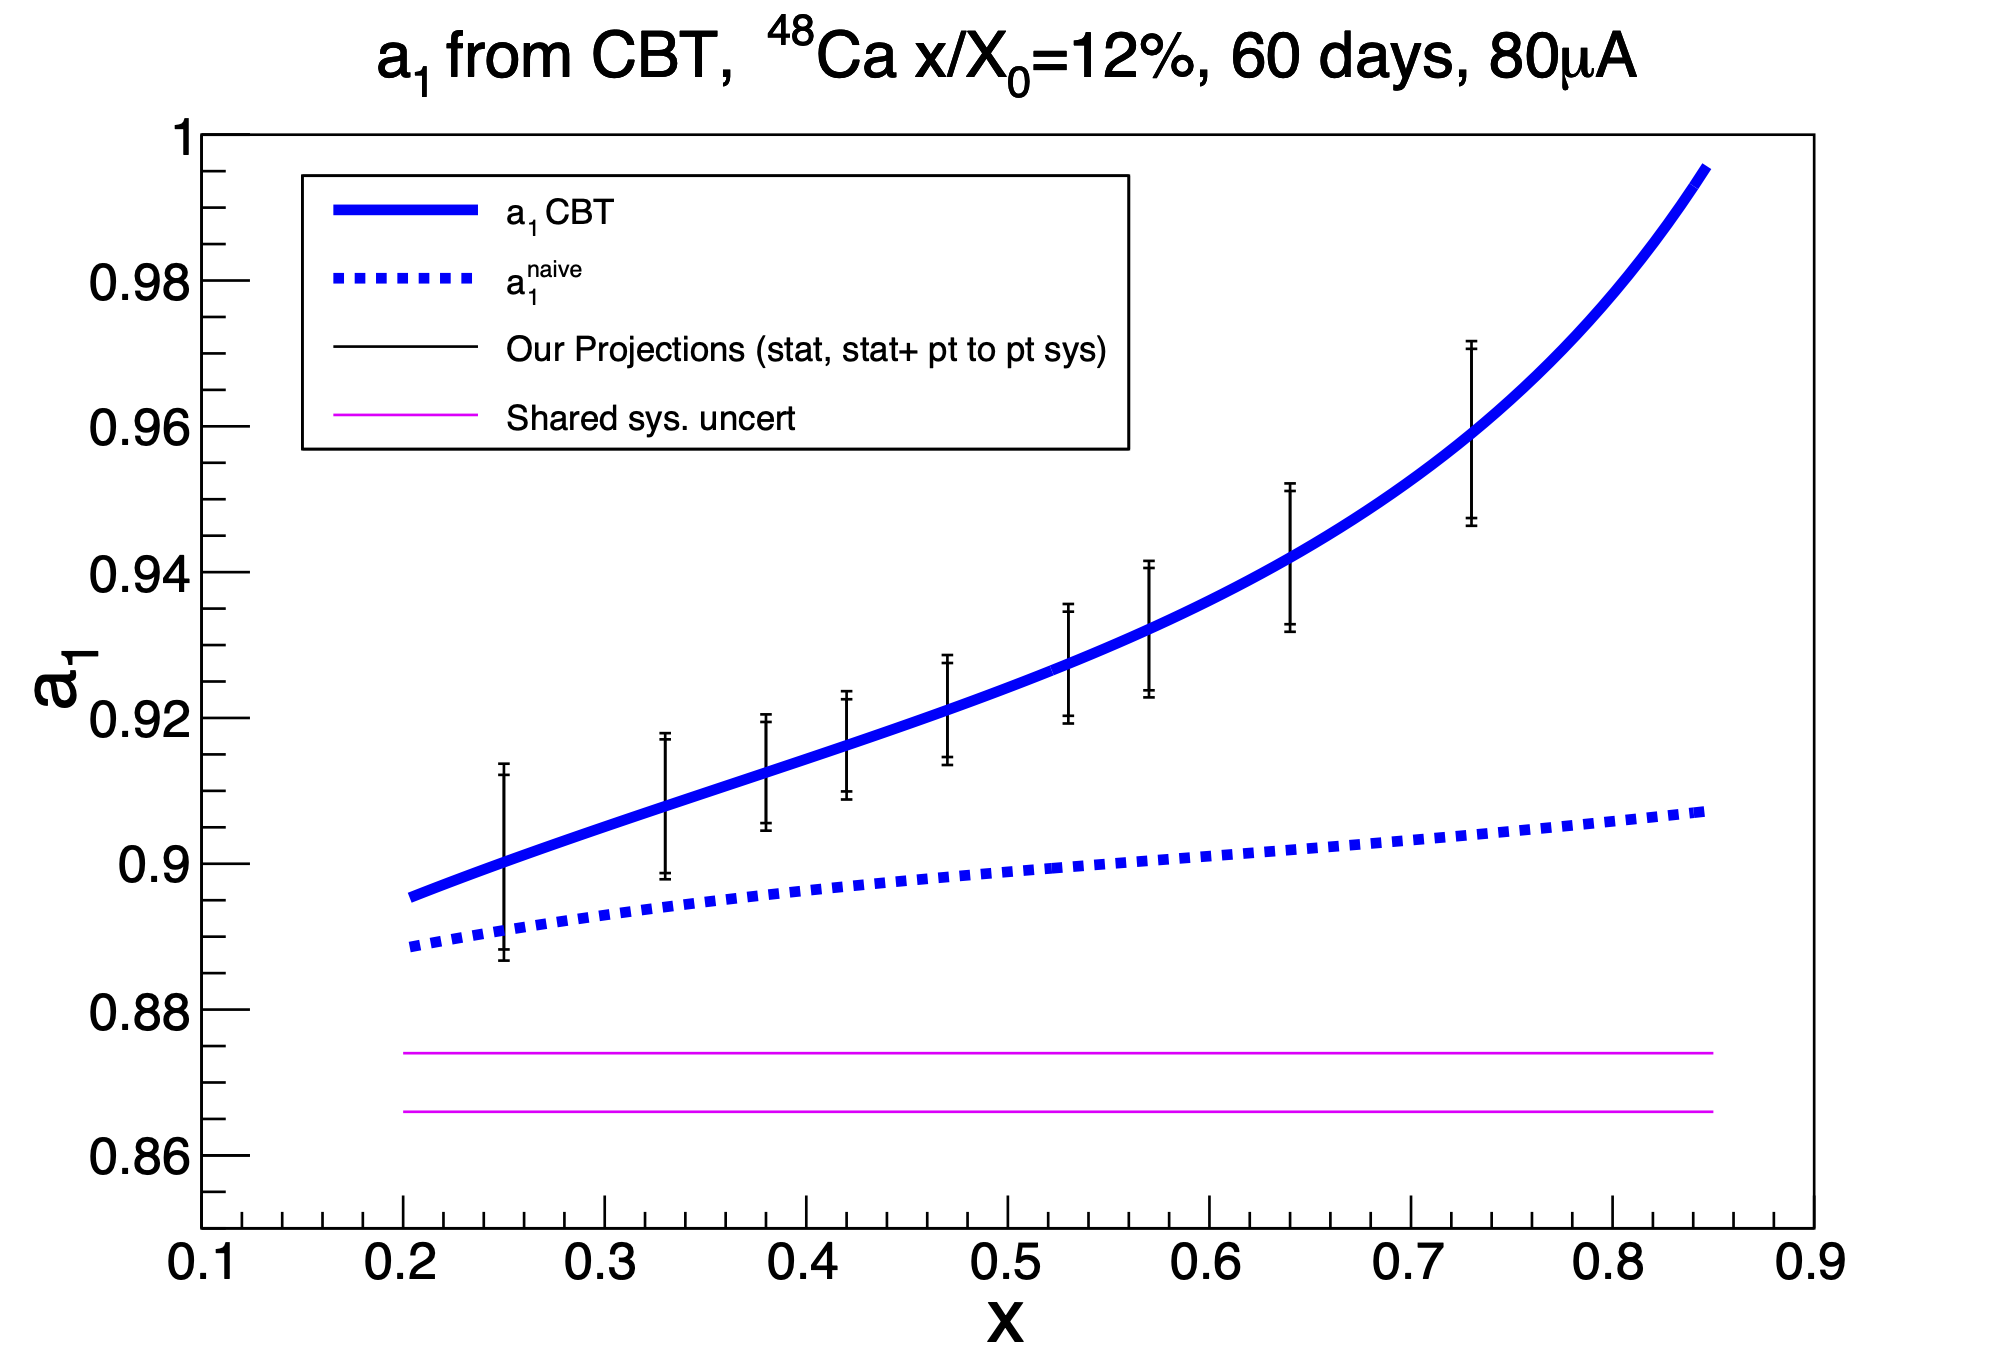 a₁ from CBT, ⁴⁸Ca x/X₀=12%, 60 days, 80μA
1
0.98
0.96
0.94
0.92
0.9
0.88
0.86
a₁
a₁ CBT
a₁ⁿᵃⁱᵛᵉ
Our Projections (stat, stat+ pt to pt sys)
Shared sys. uncert
0.1 0.2 0.3 0.4 0.5 0.6 0.7 0.8 0.9
x